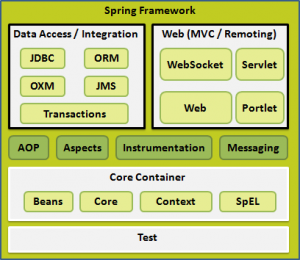 Spring Framework
Data Access / Integration
JDBC
ORM
OXM
JMS
Transactions
Web (MVC / Remoting)
WebSocket
Servlet
Web
Portlet
AOP
Aspects
Instrumentation
Messaging
Core Container
Beans
Core
Context
SpEL
Test